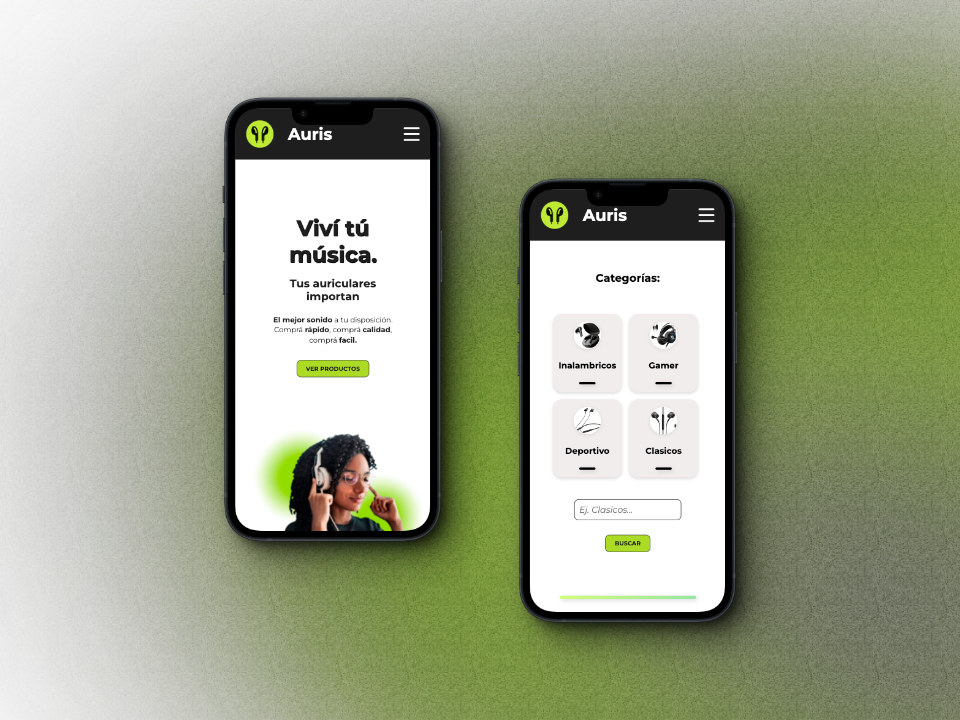 Auris
Viví tú
música.
Tus auriculares
importan
El mejor sonido a tu disposición.
Comprá rápido, comprá calidad,
comprá facil.
VER PRODUCTOS
Auris
Categorías:
Inalambricos
Gamer
Deportivo
Clasicos
Ej. Clasicos...
BUSCAR